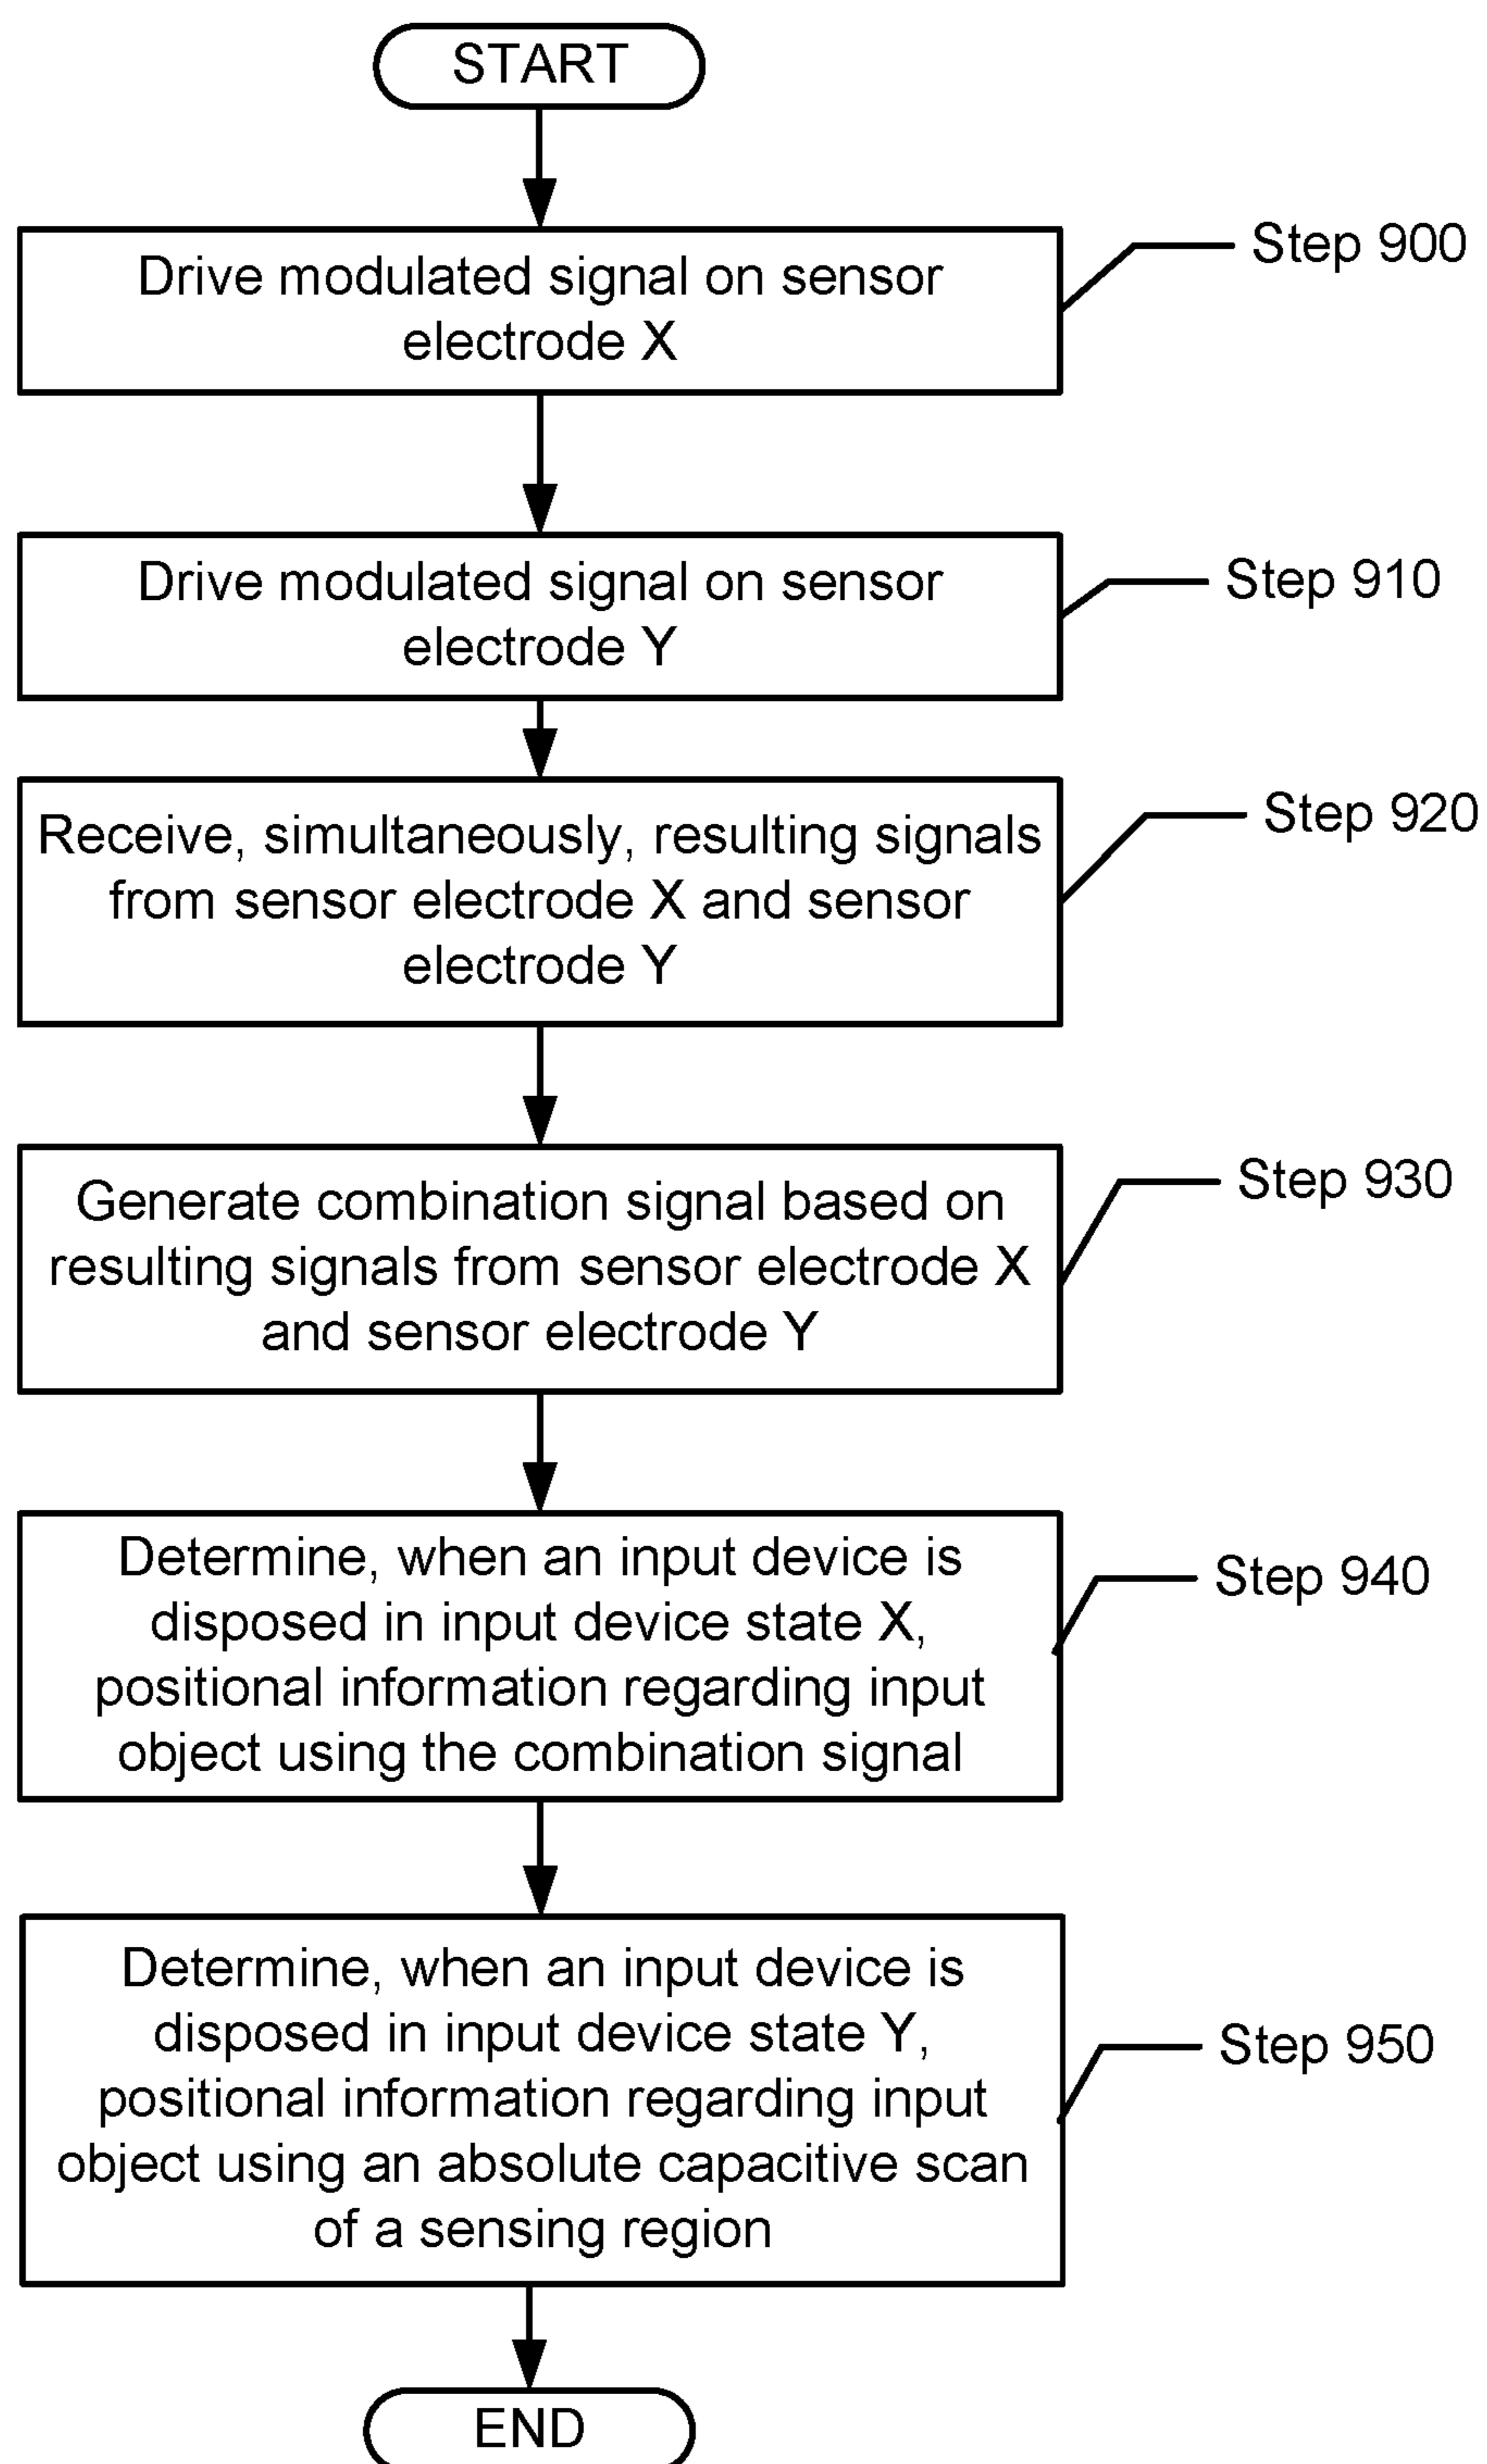 START
Drive modulated signal on sensor
electrode X
Step 900
Drive modulated signal on sensor
electrode Y
Step 910
Receive, simultaneously, resulting signals
from sensor electrode X and sensor
electrode Y
Step 920
Generate combination signal based on
resulting signals from sensor electrode X
and sensor electrode Y
Step 930
Determine, when an input device is
disposed in input device state X,
positional information regarding input
object using the combination signal
Step 940
Determine, when an input device is
disposed in input device state Y,
positional information regarding input
object using an absolute capacitive scan
of a sensing region
Step 950
END